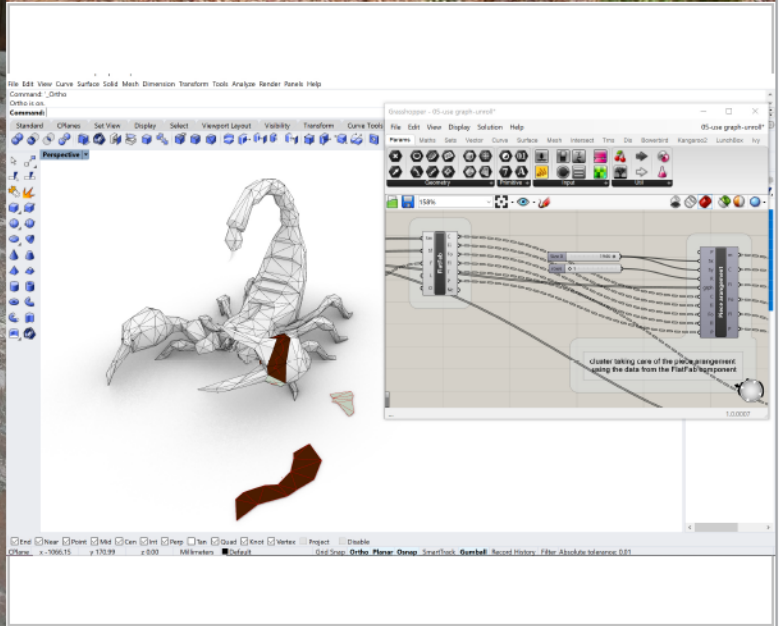 File Edit View Curve Surface Solid Mesh Dimension Transform Tools Analyze Render Panels Help
Command: '_Ortho
Ortho is on.
Command:
Standard CPlanes Set View Display Select Viewport Layout Visibility Transform Curve Tools
Perspective
Grasshopper - 05-use graph-unroll*
File Edit View Display Solution Help 05-use graph-unroll*
Params Maths Sets Vector Curve Surface Mesh Intersect Trns Dis Bowerbird Kangaroo2 LunchBox Ivy
Geometry Primitive Input Util
158%
FlatFab
Piece arrangement
cluster taking care of the piece arangement
using the data from the FlatFab component
...
1.0.0007
End Near Point Mid Cen Int Perp Tan Quad Knot Vertex Project Disable
CPlane x -1066.15 y 170.99 z 0.00 Millimeters Default Grid Snap Ortho Planar Osnap SmartTrack Gumball Record History Filter Absolute tolerance: 0.01